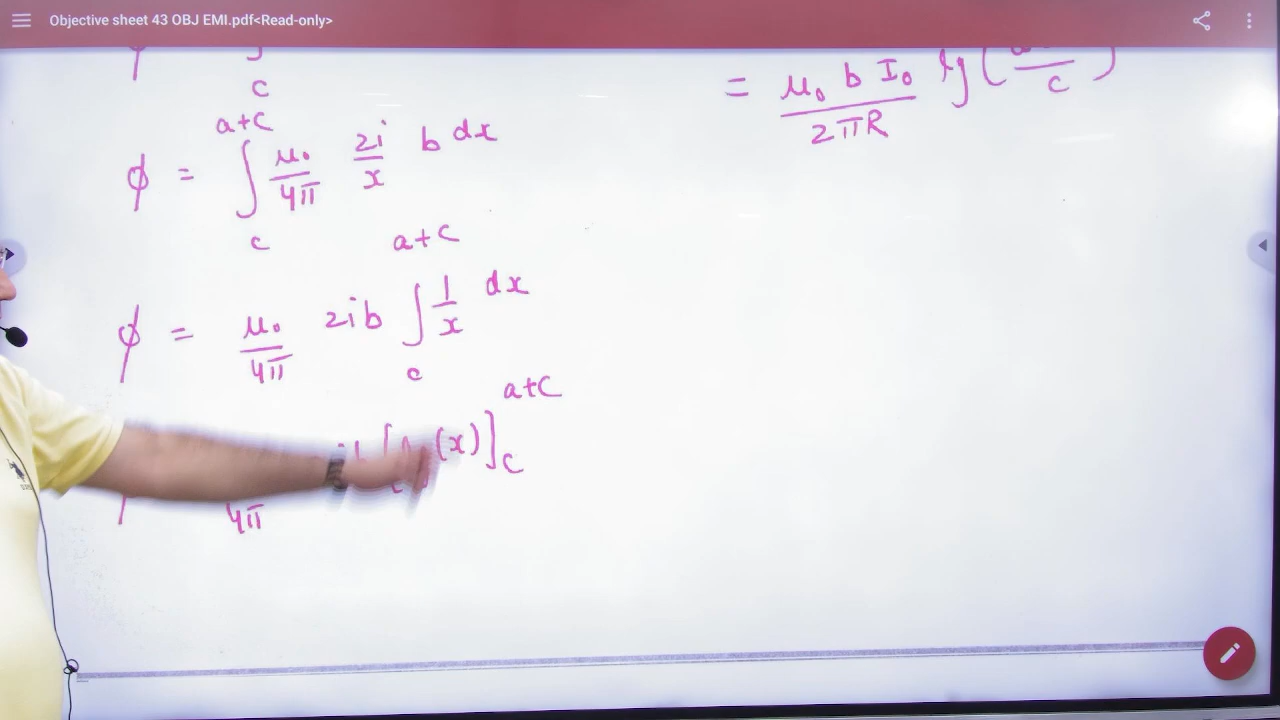 Objective sheet 43 OBJ EMI.pdf<Read-only>
c
a+c
φ = ∫ μ₀/4π 2i/x b dx
c
a+c
φ = μ₀/4π 2ib ∫ 1/x dx
c
a+c
(x)]
c
4π
= μ₀ b I₀ / 2πR lg( / c )